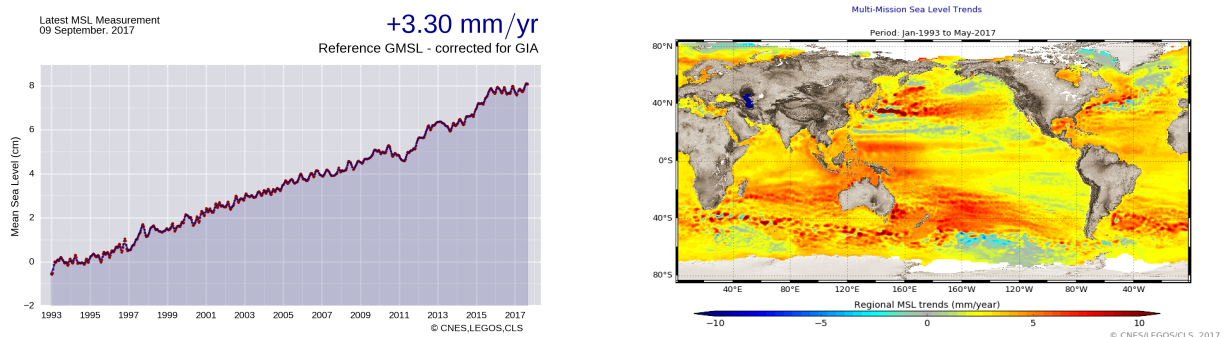 Latest MSL Measurement
09 September. 2017
+3.30 mm/yr
Reference GMSL - corrected for GIA
Mean Sea Level (cm)
8
6
4
2
0
−2
1993 1995 1997 1999 2001 2003 2005 2007 2009 2011 2013 2015 2017
© CNES,LEGOS,CLS
Multi-Mission Sea Level Trends
Period: Jan-1993 to May-2017
80°N
40°N
0°S
40°S
80°S
40°E 80°E 120°E 160°E 160°W 120°W 80°W 40°W
Regional MSL trends (mm/year)
−10 −5 0 5 10
© CNES/LEGOS/CLS, 2017